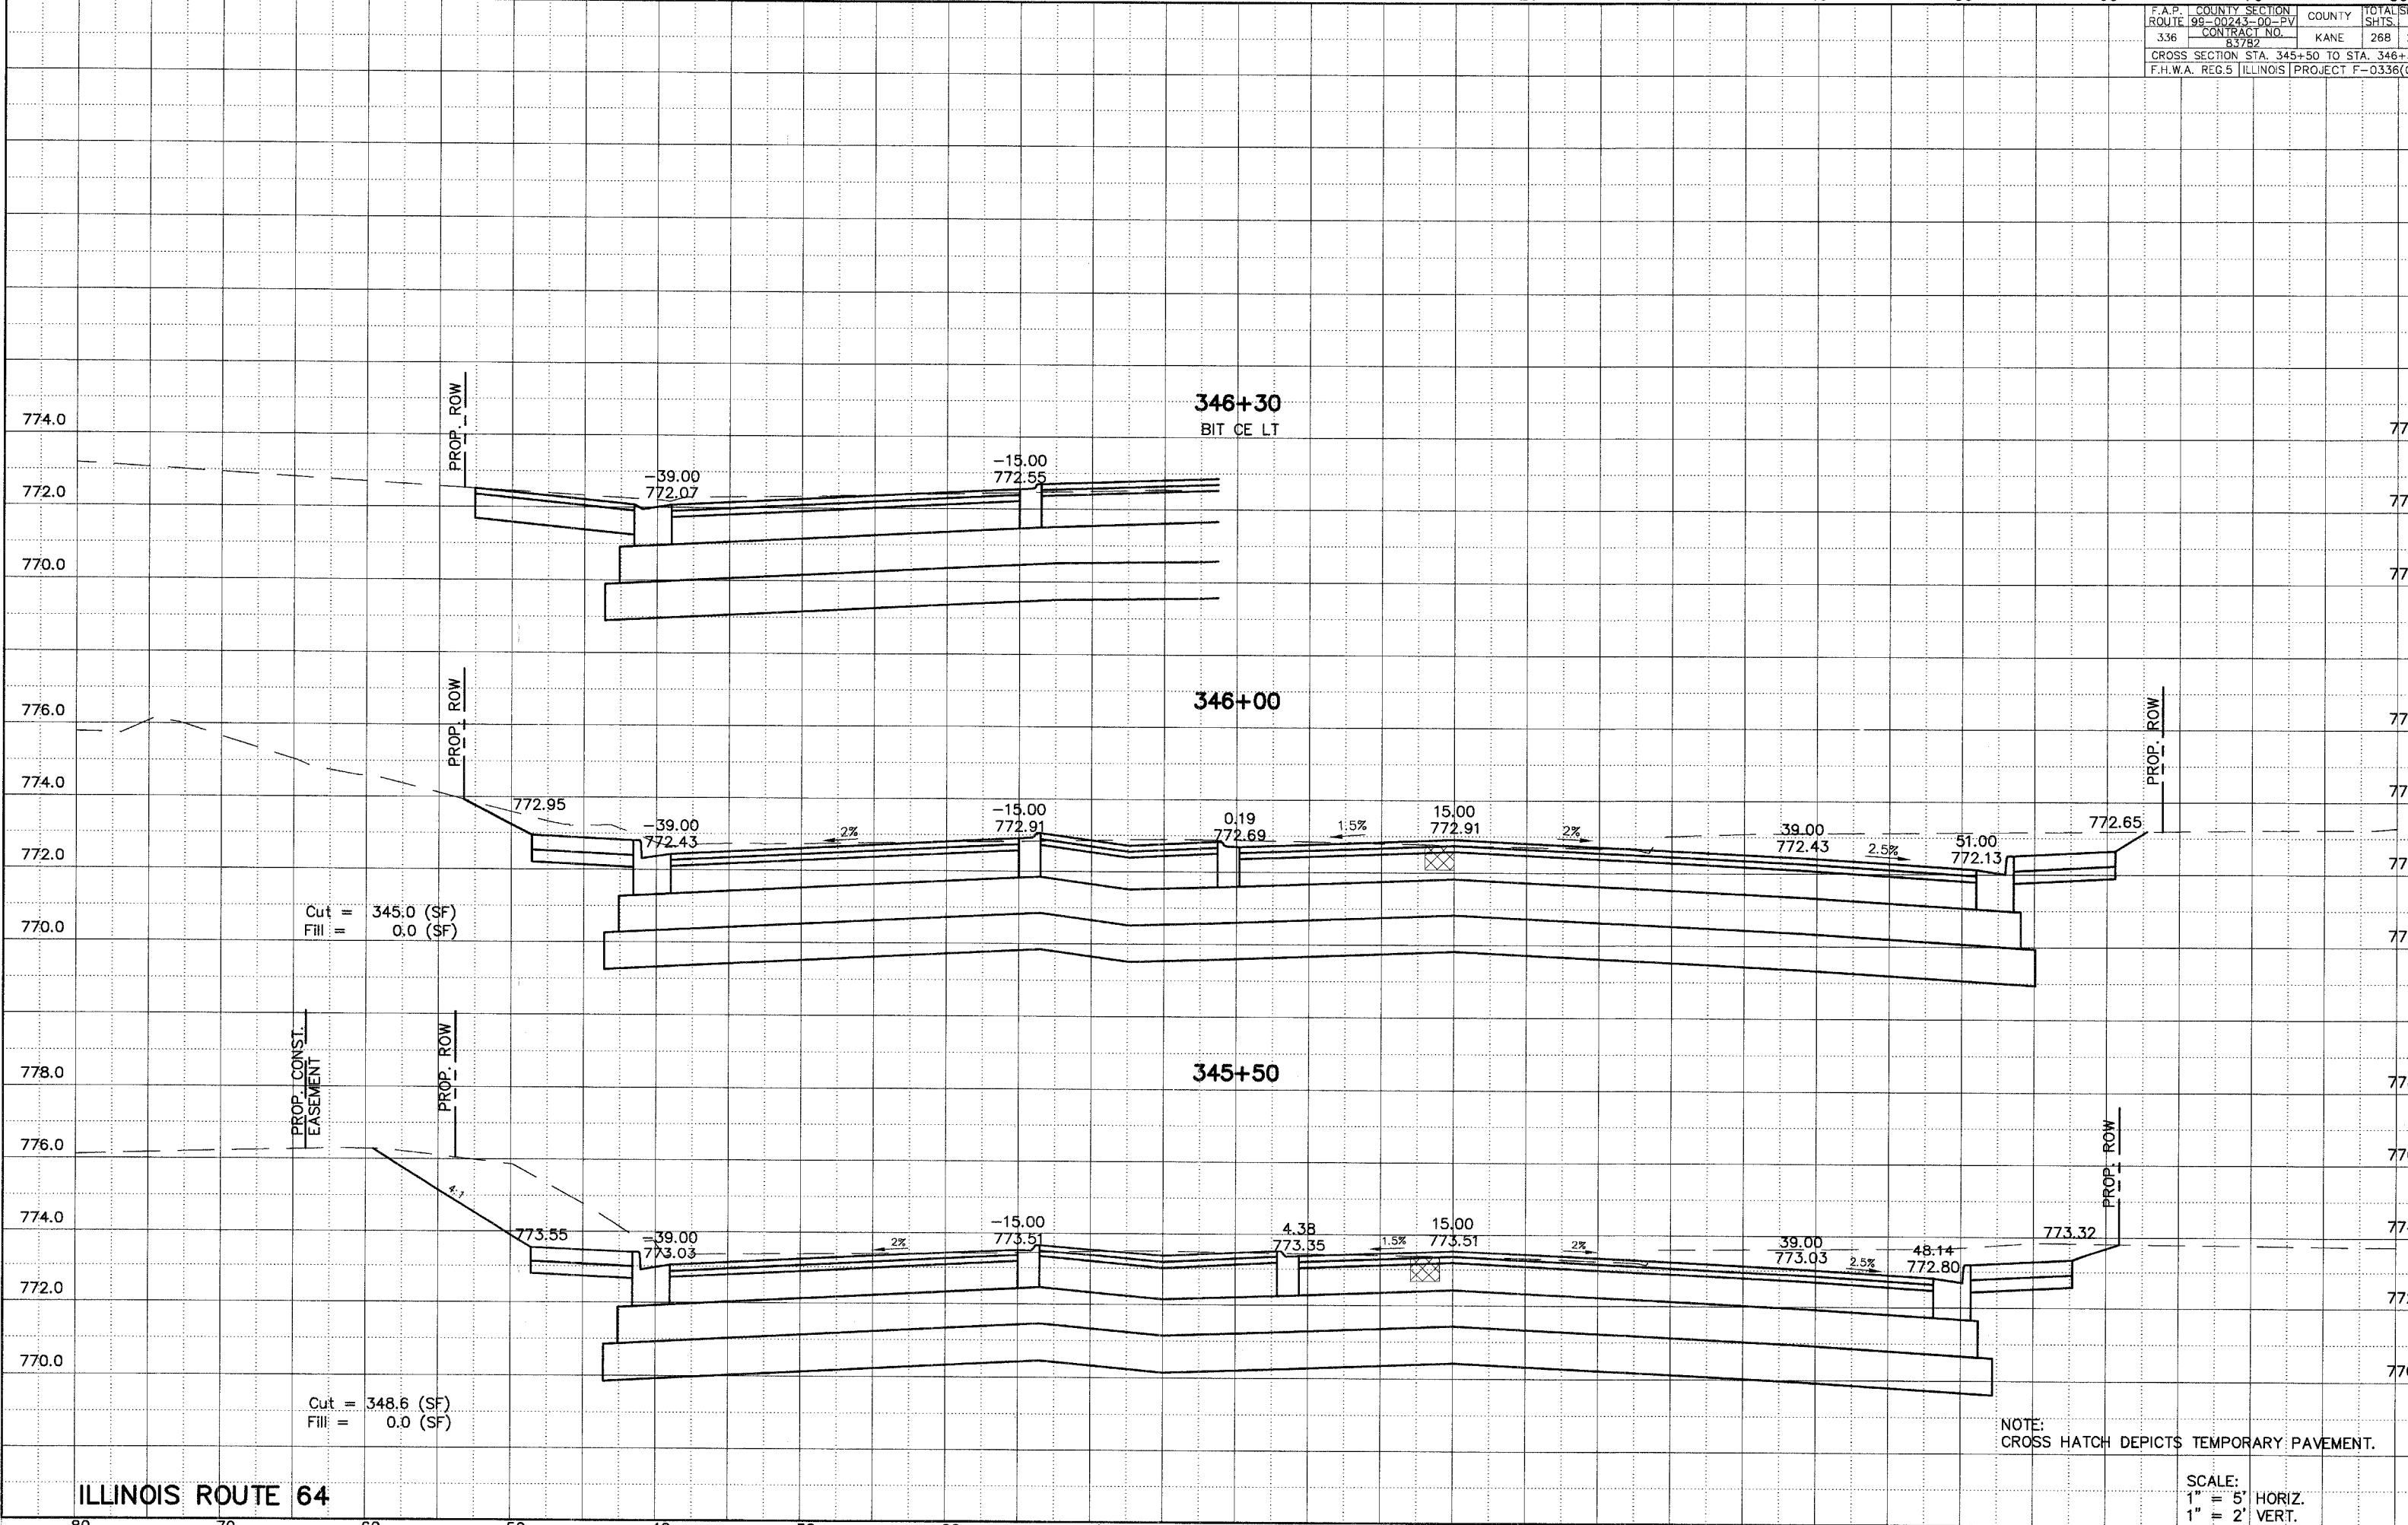 F.A.P. ROUTE COUNTY SECTION COUNTY TOTAL SHTS.
99-00243-00-PV
336 CONTRACT NO. 83782 KANE 268
CROSS SECTION STA. 345+50 TO STA. 346+
F.H.W.A. REG.5 ILLINOIS PROJECT F-0336(
346+30
BIT CE LT
PROP. ROW
774.0
772.0
770.0
-39.00
772.07
-15.00
772.55
346+00
PROP. ROW
PROP. ROW
776.0
774.0
772.0
770.0
772.95
-39.00
772.43
2%
-15.00
772.91
0.19
772.69
1.5%
15.00
772.91
2%
39.00
772.43
2.5%
51.00
772.13
772.65
Cut = 345.0 (SF)
Fill = 0.0 (SF)
345+50
PROP. CONST.
EASEMENT
PROP. ROW
PROP. ROW
778.0
776.0
774.0
772.0
770.0
4:1
773.55
-39.00
773.03
2%
-15.00
773.51
4.38
773.35
1.5%
15.00
773.51
2%
39.00
773.03
2.5%
48.14
772.80
773.32
Cut = 348.6 (SF)
Fill = 0.0 (SF)
NOTE:
CROSS HATCH DEPICTS TEMPORARY PAVEMENT.
SCALE:
1" = 5' HORIZ.
1" = 2' VERT.
ILLINOIS ROUTE 64